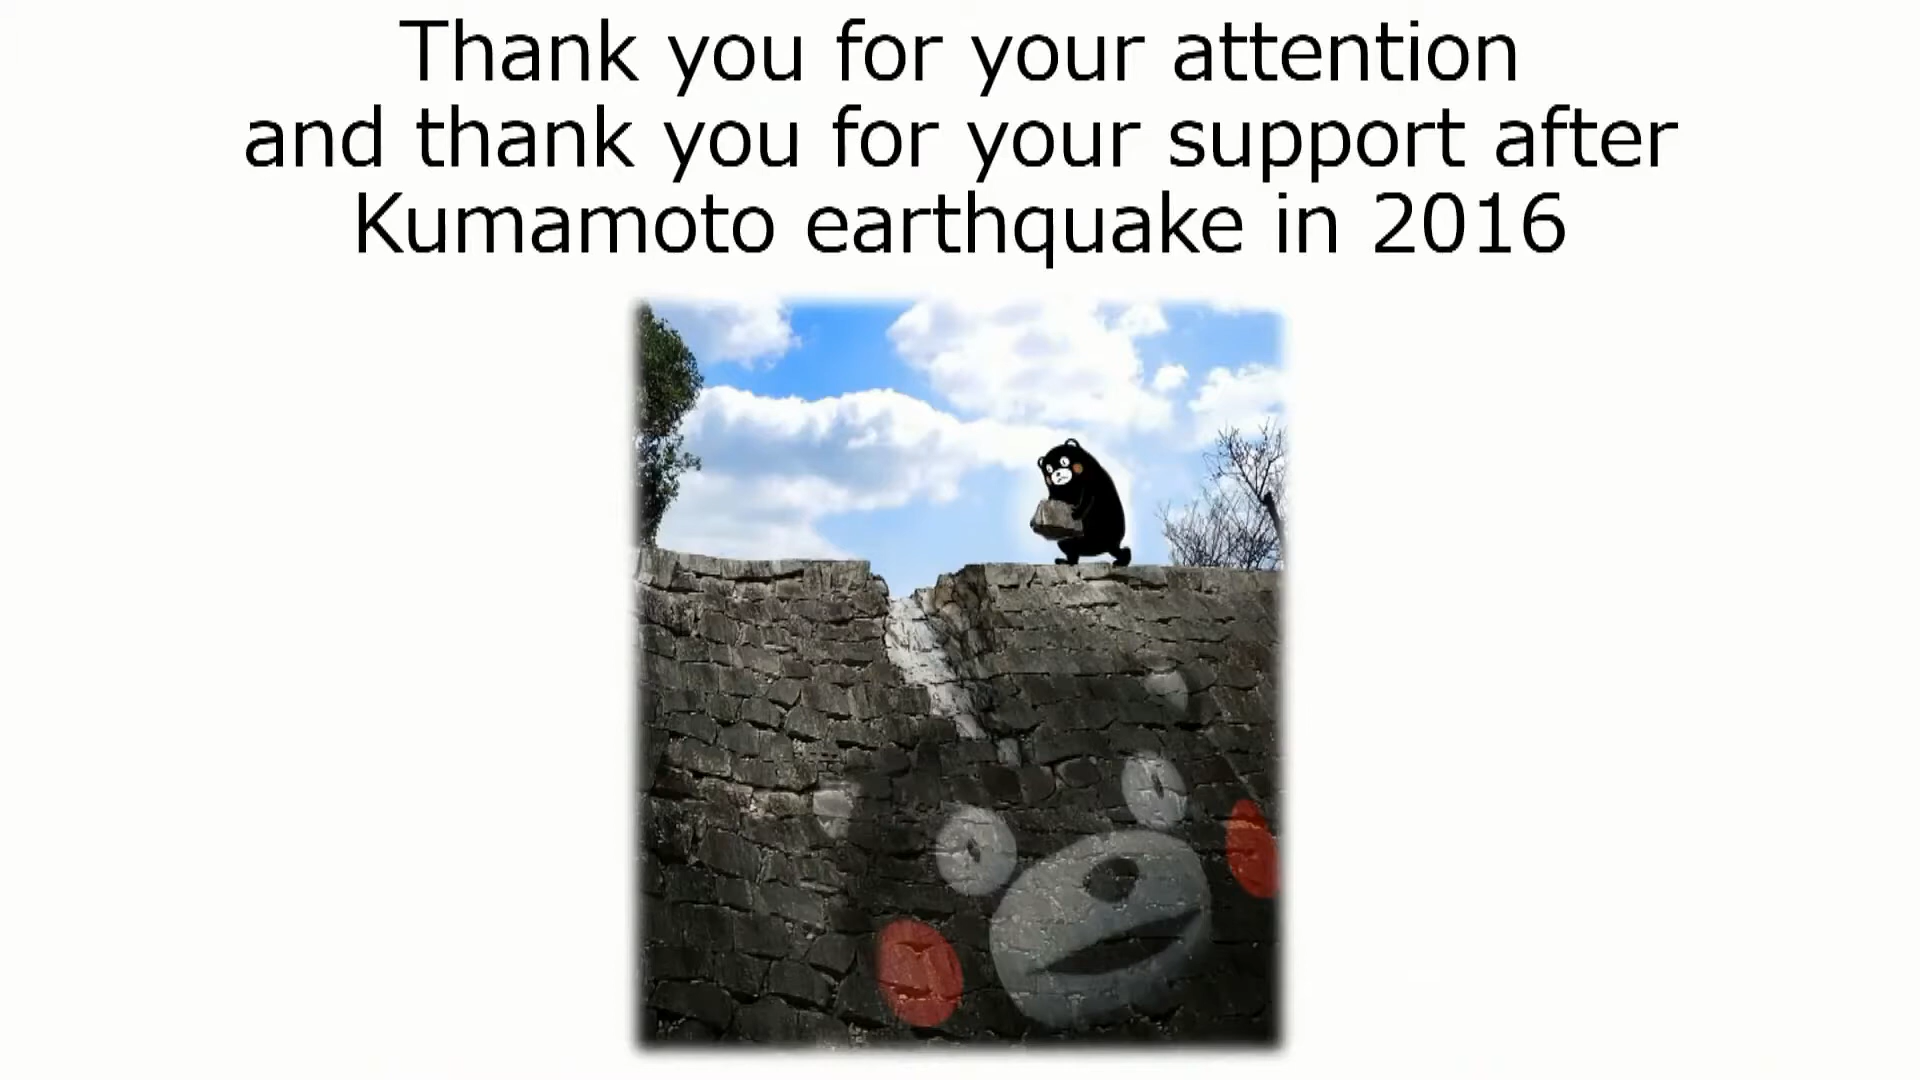 Thank you for your attention
and thank you for your support after
Kumamoto earthquake in 2016